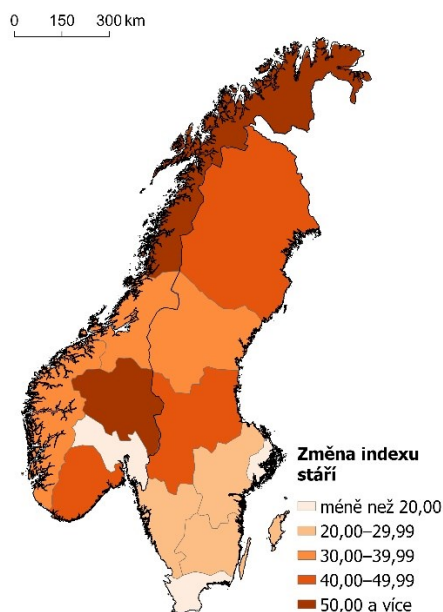 0 150 300 km
Změna indexu
stáří
méně než 20,00
20,00–29,99
30,00–39,99
40,00–49,99
50,00 a více